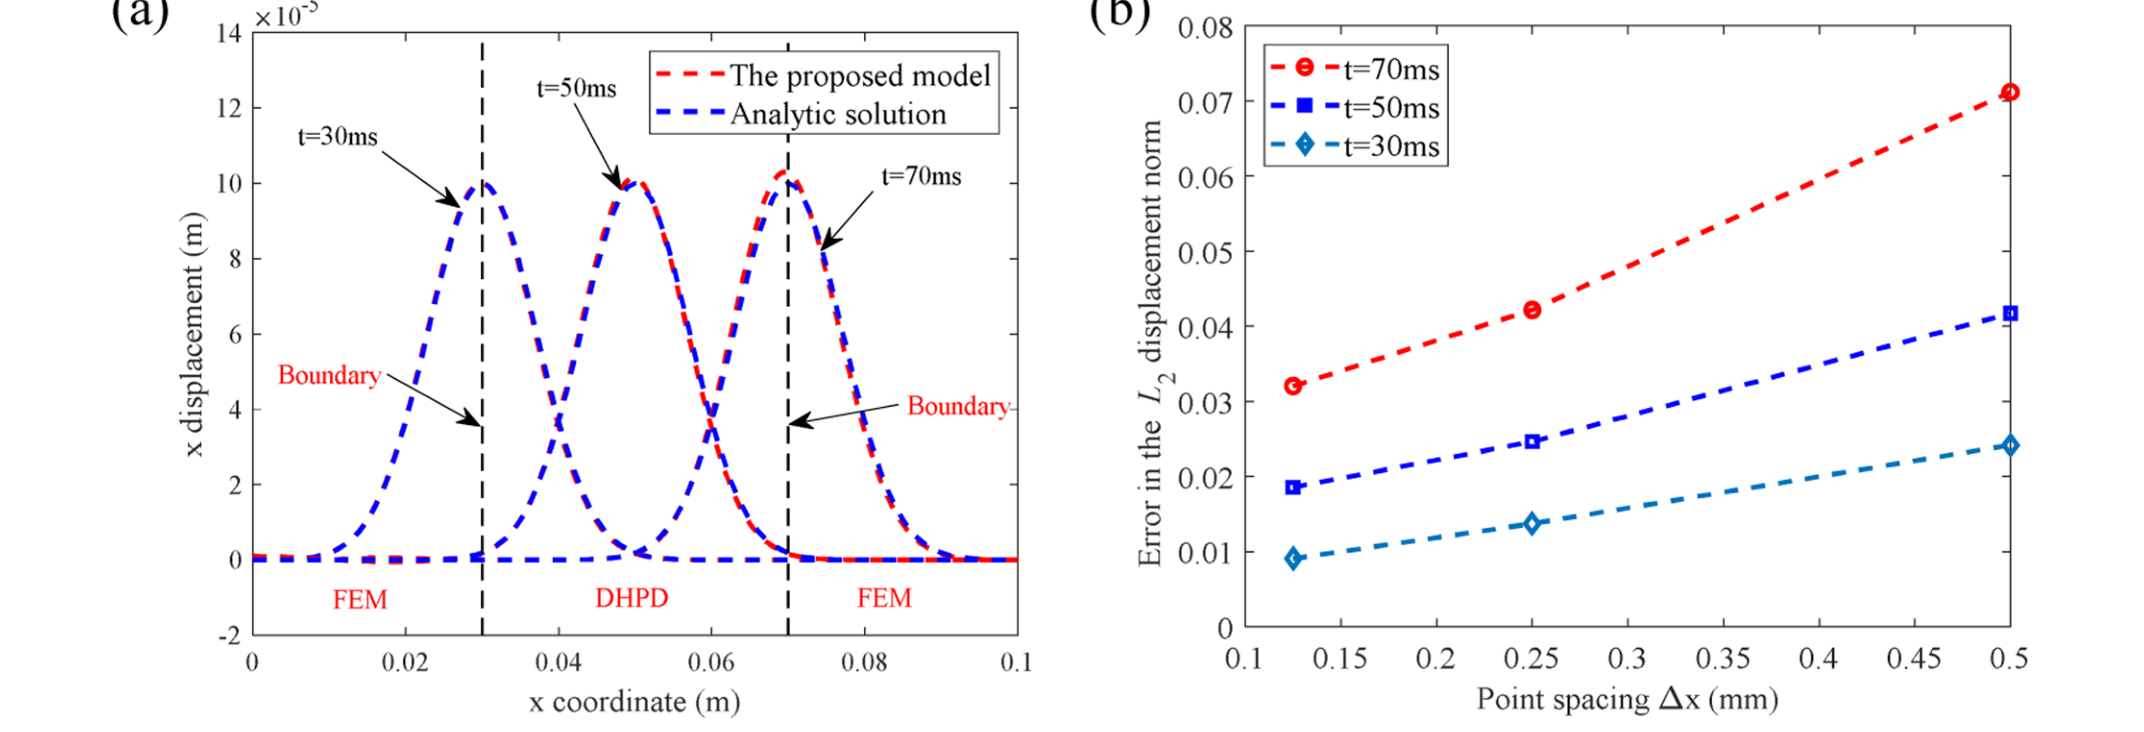 (a)
×10⁻⁵
14
12
10
8
6
4
2
0
-2
0 0.02 0.04 0.06 0.08 0.1
x coordinate (m)
x displacement (m)
The proposed model
Analytic solution
t=30ms
t=50ms
t=70ms
Boundary
Boundary
FEM
DHPD
FEM
(b)
0.08
0.07
0.06
0.05
0.04
0.03
0.02
0.01
0
0.1 0.15 0.2 0.25 0.3 0.35 0.4 0.45 0.5
Point spacing Δx (mm)
Error in the L₂ displacement norm
t=70ms
t=50ms
t=30ms